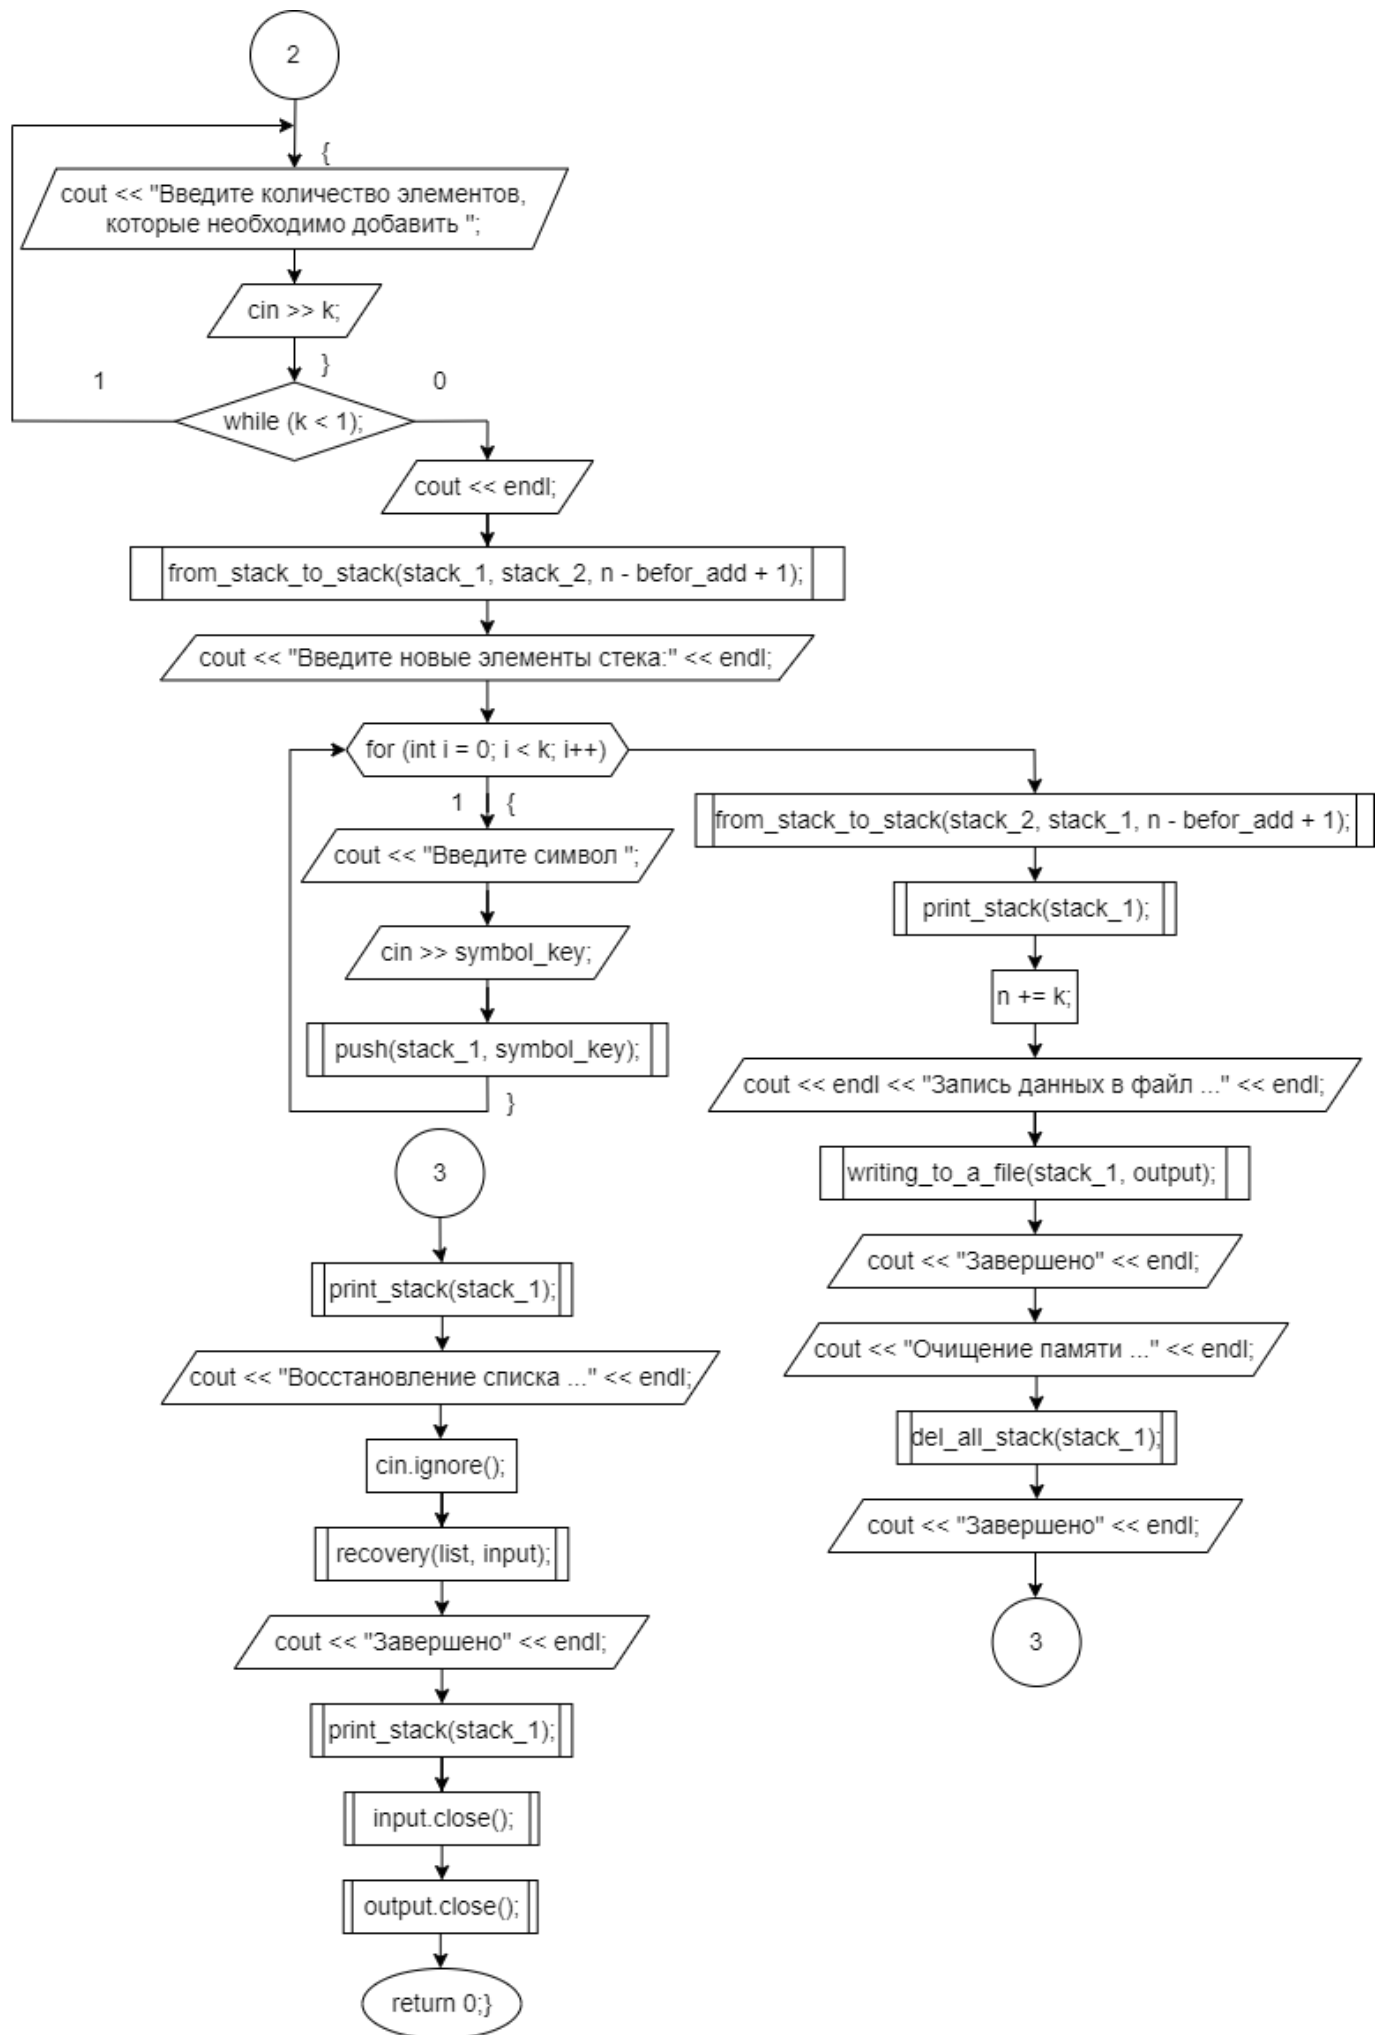 2
{
cout << "Введите количество элементов,
которые необходимо добавить ";
cin >> k;
}
1
0
while (k < 1);
cout << endl;
from_stack_to_stack(stack_1, stack_2, n - befor_add + 1);
cout << "Введите новые элементы стека:" << endl;
for (int i = 0; i < k; i++)
1
{
cout << "Введите символ ";
cin >> symbol_key;
push(stack_1, symbol_key);
}
from_stack_to_stack(stack_2, stack_1, n - befor_add + 1);
print_stack(stack_1);
n += k;
cout << endl << "Запись данных в файл ..." << endl;
writing_to_a_file(stack_1, output);
cout << "Завершено" << endl;
cout << "Очищение памяти ..." << endl;
del_all_stack(stack_1);
cout << "Завершено" << endl;
3
3
print_stack(stack_1);
cout << "Восстановление списка ..." << endl;
cin.ignore();
recovery(list, input);
cout << "Завершено" << endl;
print_stack(stack_1);
input.close();
output.close();
return 0;}